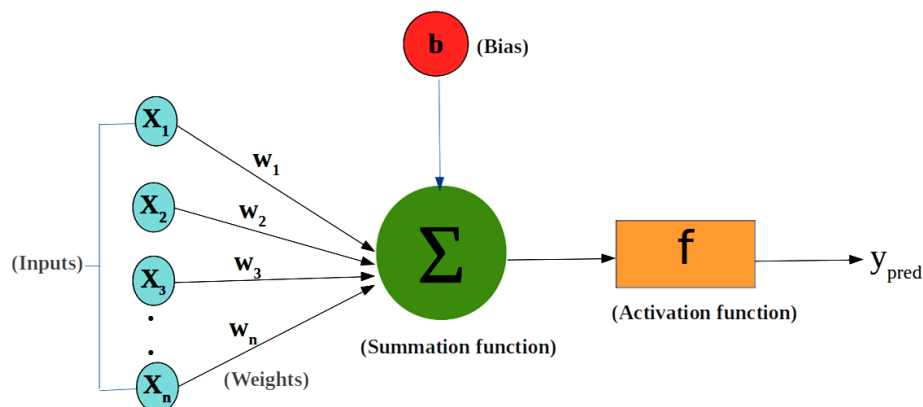 b (Bias)
X1
w1
X2
w2
(Inputs)
w3
X3
Σ
f
ypred
(Activation function)
wn
(Summation function)
(Weights)
Xn